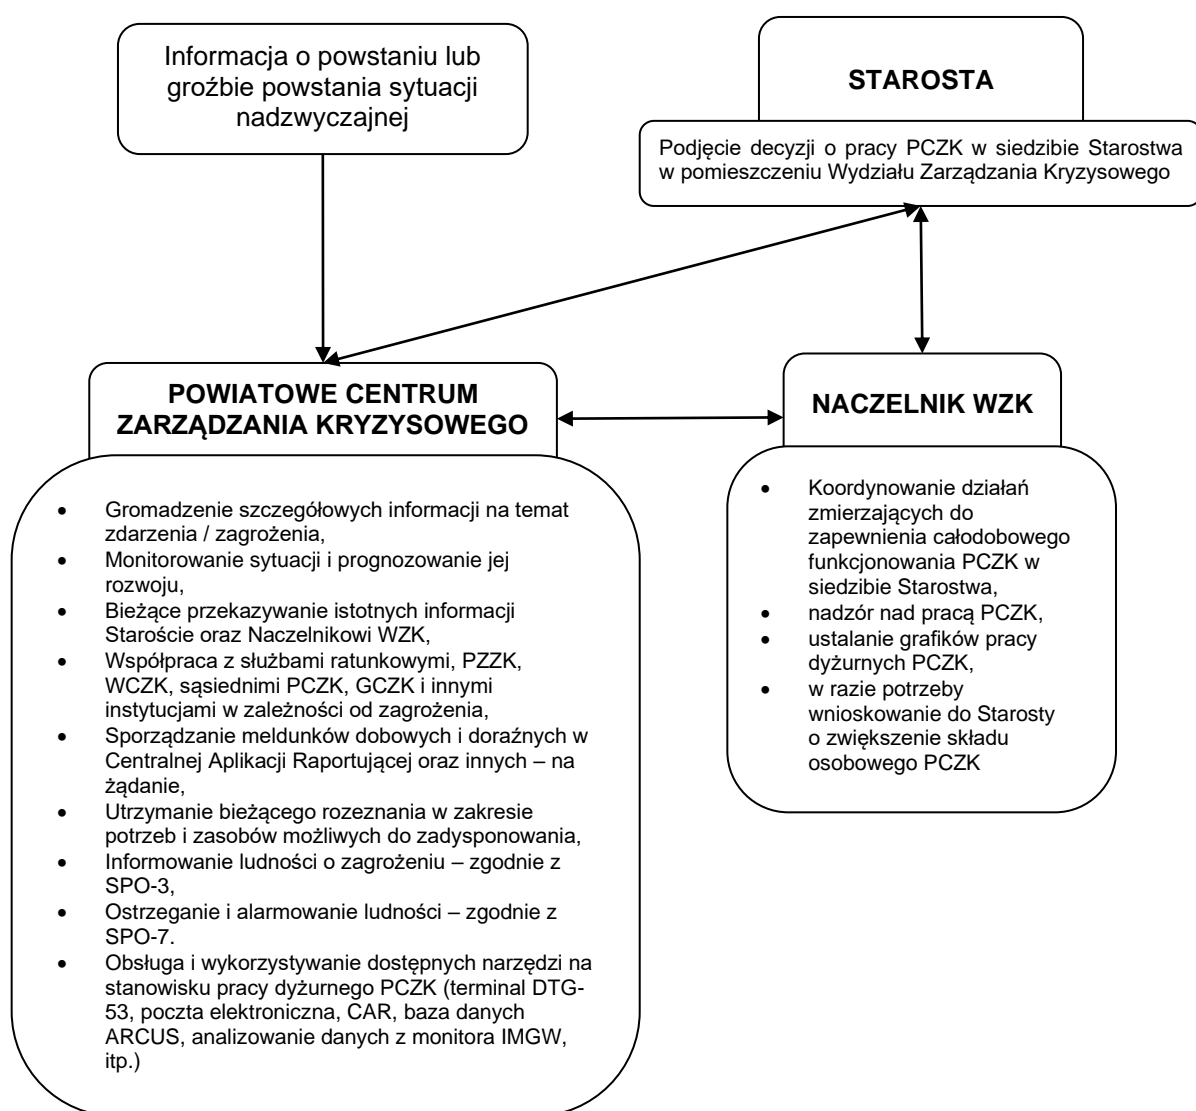 Informacja o powstaniu lub
groźbie powstania sytuacji
nadzwyczajnej
STAROSTA
Podjęcie decyzji o pracy PCZK w siedzibie Starostwa
w pomieszczeniu Wydziału Zarządzania Kryzysowego
POWIATOWE CENTRUM
ZARZĄDZANIA KRYZYSOWEGO
• Gromadzenie szczegółowych informacji na temat
zdarzenia / zagrożenia,
• Monitorowanie sytuacji i prognozowanie jej
rozwoju,
• Bieżące przekazywanie istotnych informacji
Staroście oraz Naczelnikowi WZK,
• Współpraca z służbami ratunkowymi, PZZK,
WCZK, sąsiednimi PCZK, GCZK i innymi
instytucjami w zależności od zagrożenia,
• Sporządzanie meldunków dobowych i doraźnych w
Centralnej Aplikacji Raportującej oraz innych – na
żądanie,
• Utrzymanie bieżącego rozeznania w zakresie
potrzeb i zasobów możliwych do zadysponowania,
• Informowanie ludności o zagrożeniu – zgodnie z
SPO-3,
• Ostrzeganie i alarmowanie ludności – zgodnie z
SPO-7.
• Obsługa i wykorzystywanie dostępnych narzędzi na
stanowisku pracy dyżurnego PCZK (terminal DTG-
53, poczta elektroniczna, CAR, baza danych
ARCUS, analizowanie danych z monitora IMGW,
itp.)
NACZELNIK WZK
• Koordynowanie działań
zmierzających do
zapewnienia całodobowego
funkcjonowania PCZK w
siedzibie Starostwa,
• nadzór nad pracą PCZK,
• ustalanie grafików pracy
dyżurnych PCZK,
• w razie potrzeby
wnioskowanie do Starosty
o zwiększenie składu
osobowego PCZK